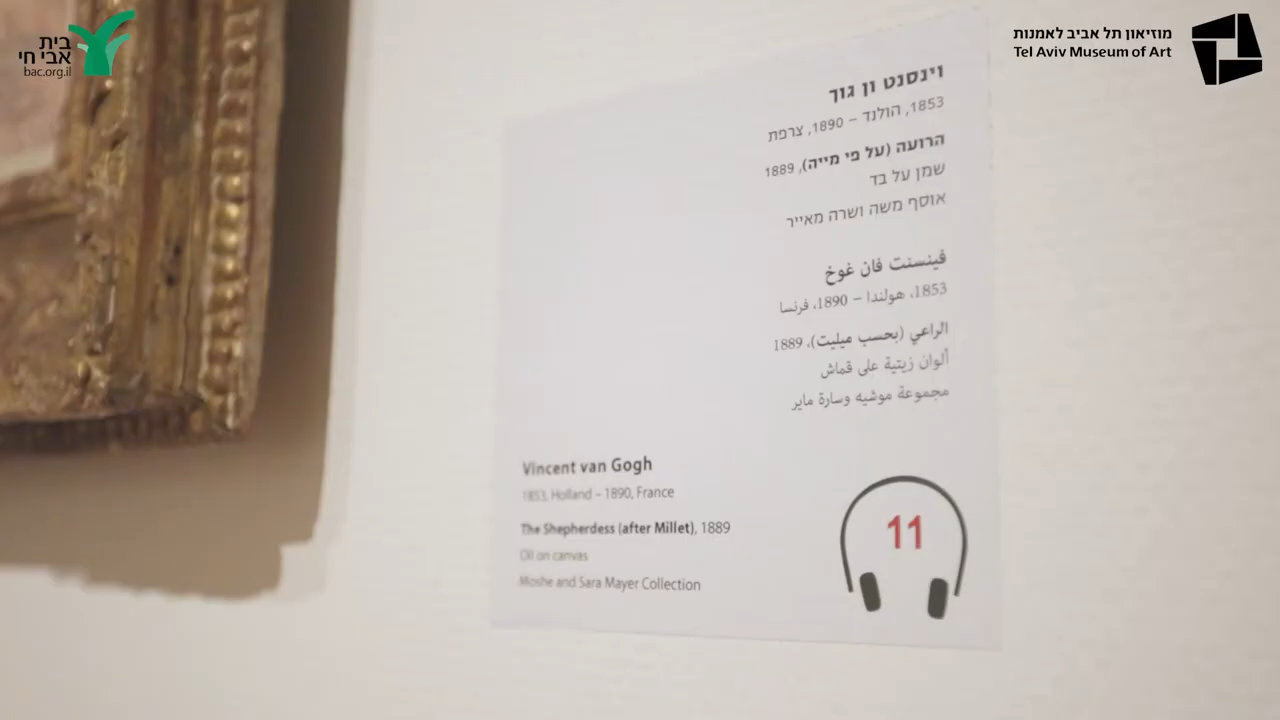 בית
אבי חי
bac.org.il
מוזיאון תל אביב לאמנות
Tel Aviv Museum of Art
וינסנט ון גוך
1853, הולנד – 1890, צרפת
הרועה (על פי מייה), 1889
שמן על בד
אוסף משה ושרה מאייר
ڤينسنت ڤان غوخ
1853، هولندا – 1890، فرنسا
الراعي (بحسب ميليت)، 1889
ألوان زيتية على قماش
مجموعة موشيه وسارة ماير
Vincent van Gogh
1853, Holland – 1890, France
The Shepherdess (after Millet), 1889
Oil on canvas
Moshe and Sara Mayer Collection
11